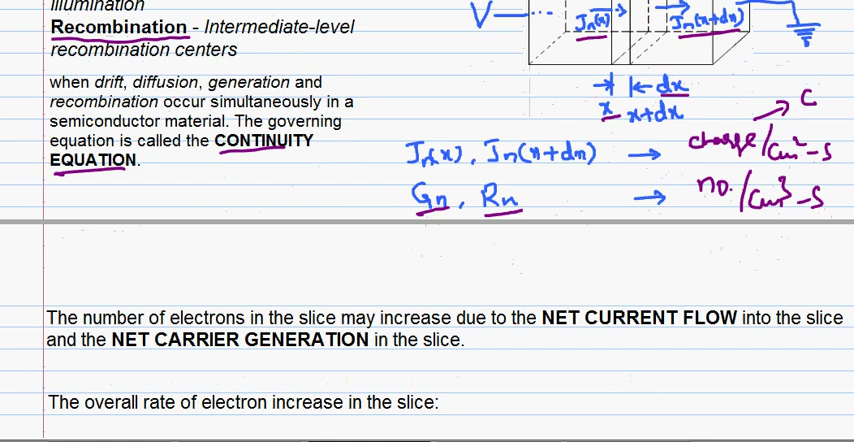 illumination
Recombination - Intermediate-level
recombination centers
when drift, diffusion, generation and
recombination occur simultaneously in a
semiconductor material. The governing
equation is called the CONTINUITY
EQUATION.
V
Jn(x) Jn(x+dx)
dx
x x+dx
C
Jn(x), Jn(x+dx) → charge/cm²-s
Gn, Rn → no./cm³-s
The number of electrons in the slice may increase due to the NET CURRENT FLOW into the slice
and the NET CARRIER GENERATION in the slice.
The overall rate of electron increase in the slice: